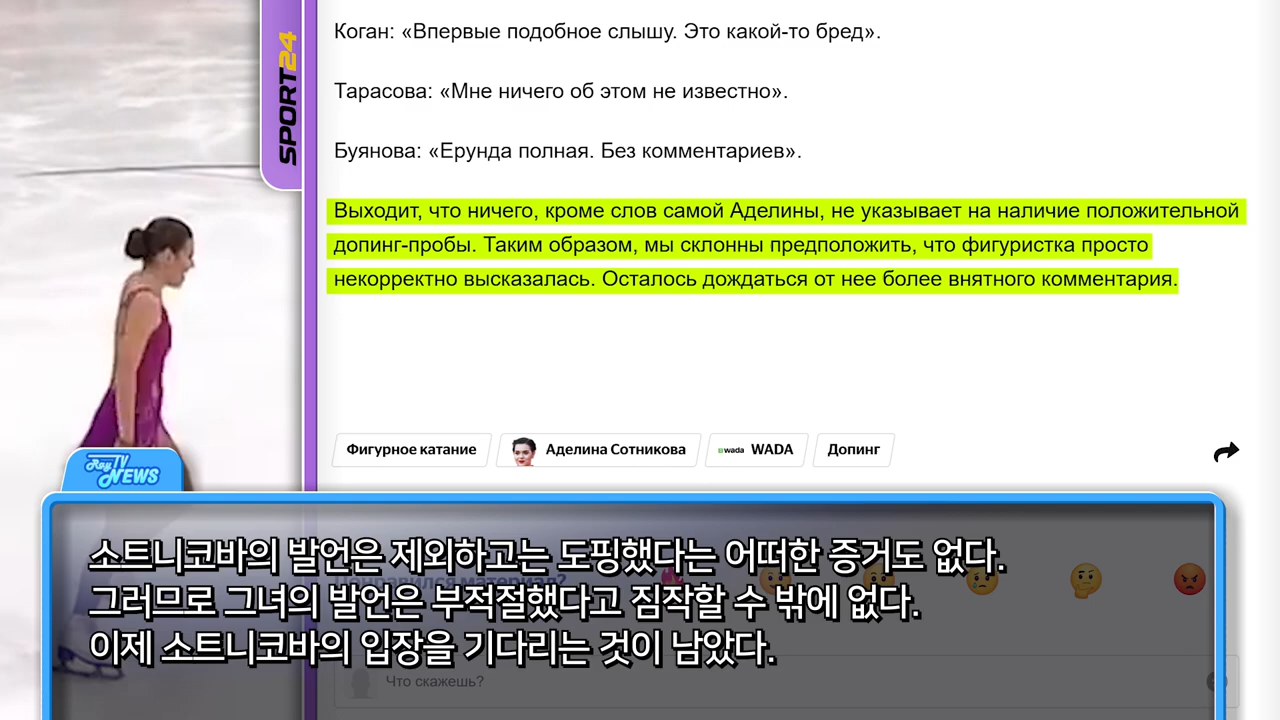 SPORT24
Коган: «Впервые подобное слышу. Это какой-то бред».
Тарасова: «Мне ничего об этом не известно».
Буянова: «Ерунда полная. Без комментариев».
Выходит, что ничего, кроме слов самой Аделины, не указывает на наличие положительной
допинг-пробы. Таким образом, мы склонны предположить, что фигуристка просто
некорректно высказалась. Осталось дождаться от нее более внятного комментария.
Фигурное катание
Аделина Сотникова
wada WADA
Допинг
Roy TV
NEWS
소트니코바의 발언은 제외하고는 도핑했다는 어떠한 증거도 없다.
Понравился материал?
그러므로 그녀의 발언은 부적절했다고 짐작할 수 밖에 없다.
이제 소트니코바의 입장을 기다리는 것이 남았다.
Что скажешь?